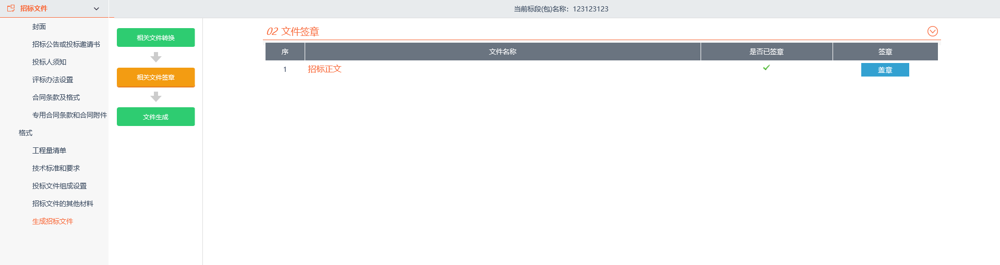 招标文件
当前标段(包)名称：123123123
封面
招标公告或投标邀请书
投标人须知
评标办法设置
合同条款及格式
专用合同条款和合同附件
格式
工程量清单
技术标准和要求
投标文件组成设置
招标文件的其他材料
生成招标文件
相关文件转换
相关文件签章
文件生成
02 文件签章
序 文件名称 是否已签章 签章
1 招标正文 盖章